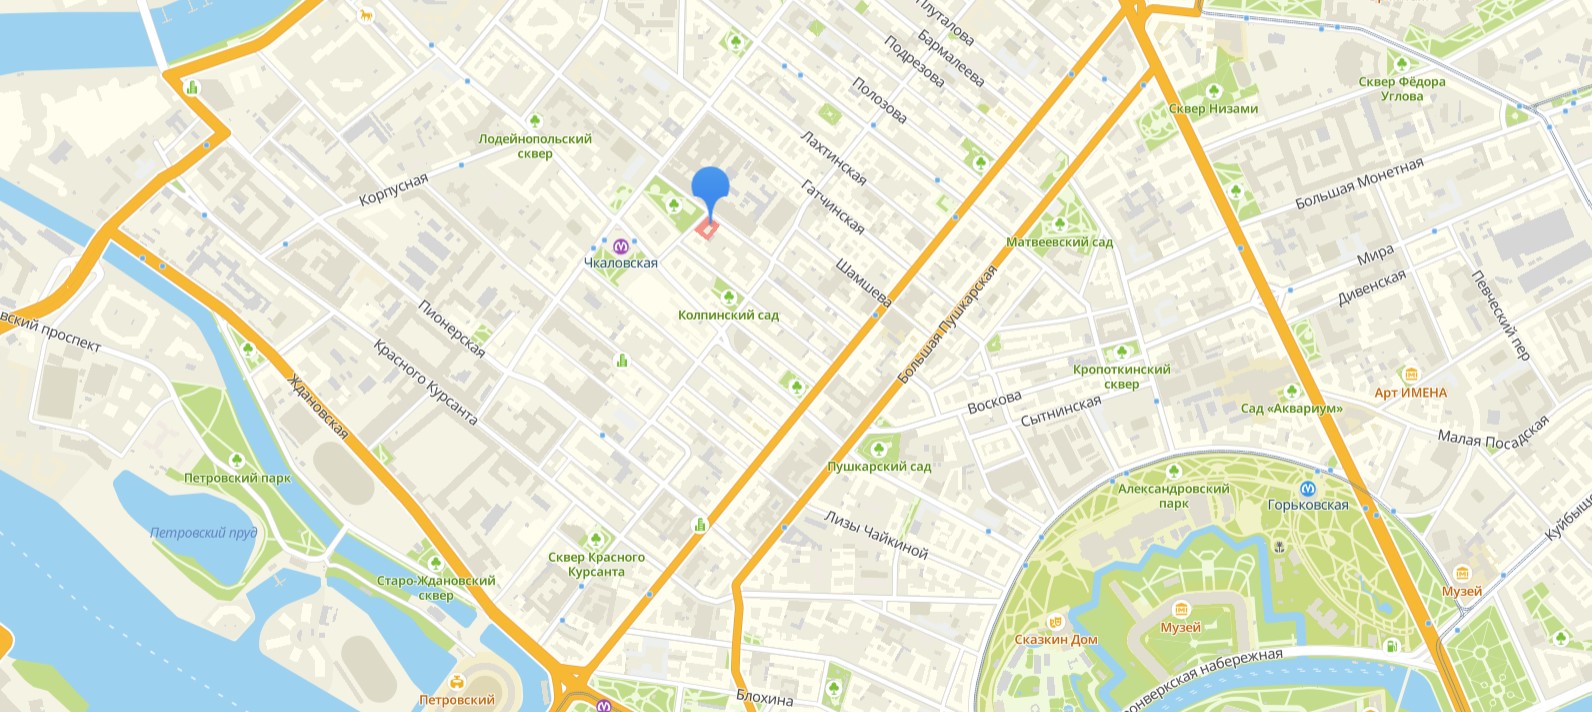 Плуталова
Бармалеева
Подрезова
Полозова
Сквер Фёдора
Углова
Сквер Низами
Лодейнопольский
сквер
Лахтинская
Корпусная
Гатчинская
Большая Монетная
Матвеевский сад
Чкаловская
Мира
Шамшева
Дивенская
Певческий пер
Колпинский сад
вский проспект
Пионерская
Большая Пушкарская
Красного Курсанта
Кропоткинский
сквер
Арт ИМЕНА
Ждановская
Воскова
Сытнинская
Сад «Аквариум»
Малая Посадская
Пушкарский сад
Петровский парк
Александровский
парк
Горьковская
Петровский пруд
Лизы Чайкиной
Куйбыше
Сквер Красного
Курсанта
Старо-Ждановский
сквер
Музей
Музей
Сказкин Дом
Петровский
Блохина
онверкская набережная